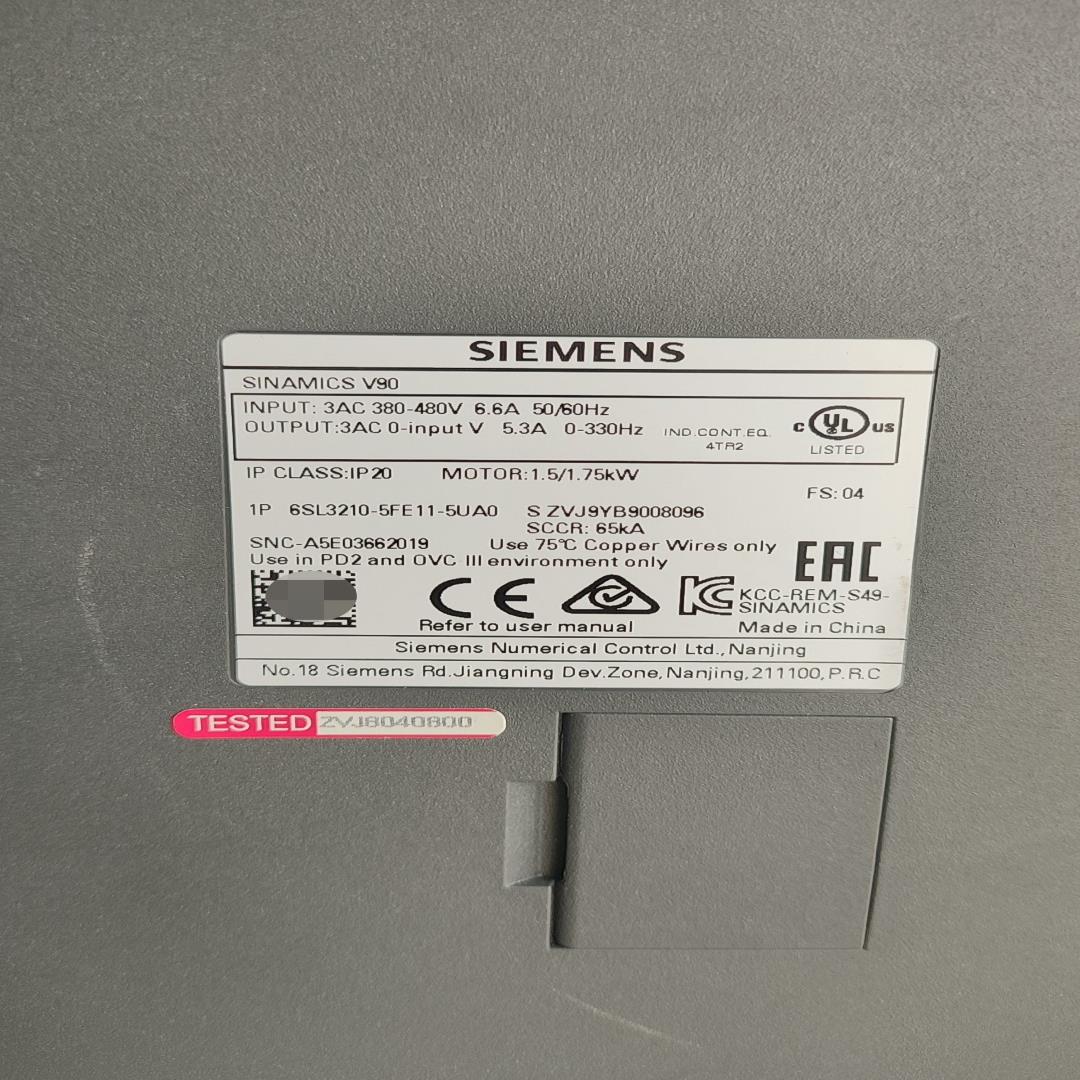 SIEMENS
SINAMICS V90
INPUT: 3AC 380-480V 6.6A 50/60Hz
OUTPUT:3AC 0-input V 5.3A 0-330Hz
IND.CONT.EQ.
4TR2
c UL US
LISTED
IP CLASS:IP20 MOTOR:1.5/1.75kW
FS: 04
1P 6SL3210-5FE11-5UA0 S ZVJ9YB9008096
SCCR: 65kA
SNC-A5E03662019 Use 75℃ Copper Wires only
Use in PD2 and OVC III environment only
EAC
CE
KC
KCC-REM-S49-
SINAMICS
Refer to user manual Made in China
Siemens Numerical Control Ltd., Nanjing
No.18 Siemens Rd.Jiangning Dev.Zone, Nanjing, 211100, P.R.C
TESTED ZVJ8040800